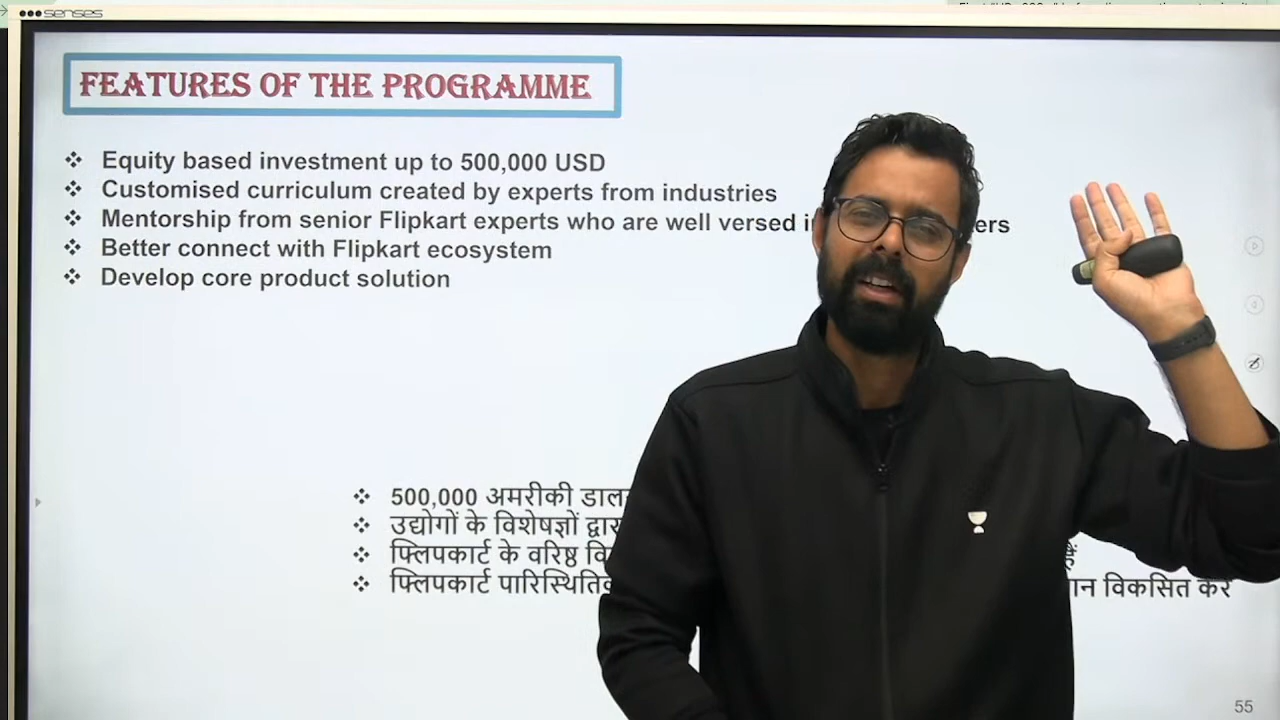 senses
FEATURES OF THE PROGRAMME
❖ Equity based investment up to 500,000 USD
❖ Customised curriculum created by experts from industries
❖ Mentorship from senior Flipkart experts who are well versed
❖ Better connect with Flipkart ecosystem
❖ Develop core product solution
❖ 500,000 अमरीकी
❖ उद्योगों के विशेषज्ञों
❖ फ्लिपकार्ट के वरिष्ठ
❖ फ्लिपकार्ट विकसित करें
55